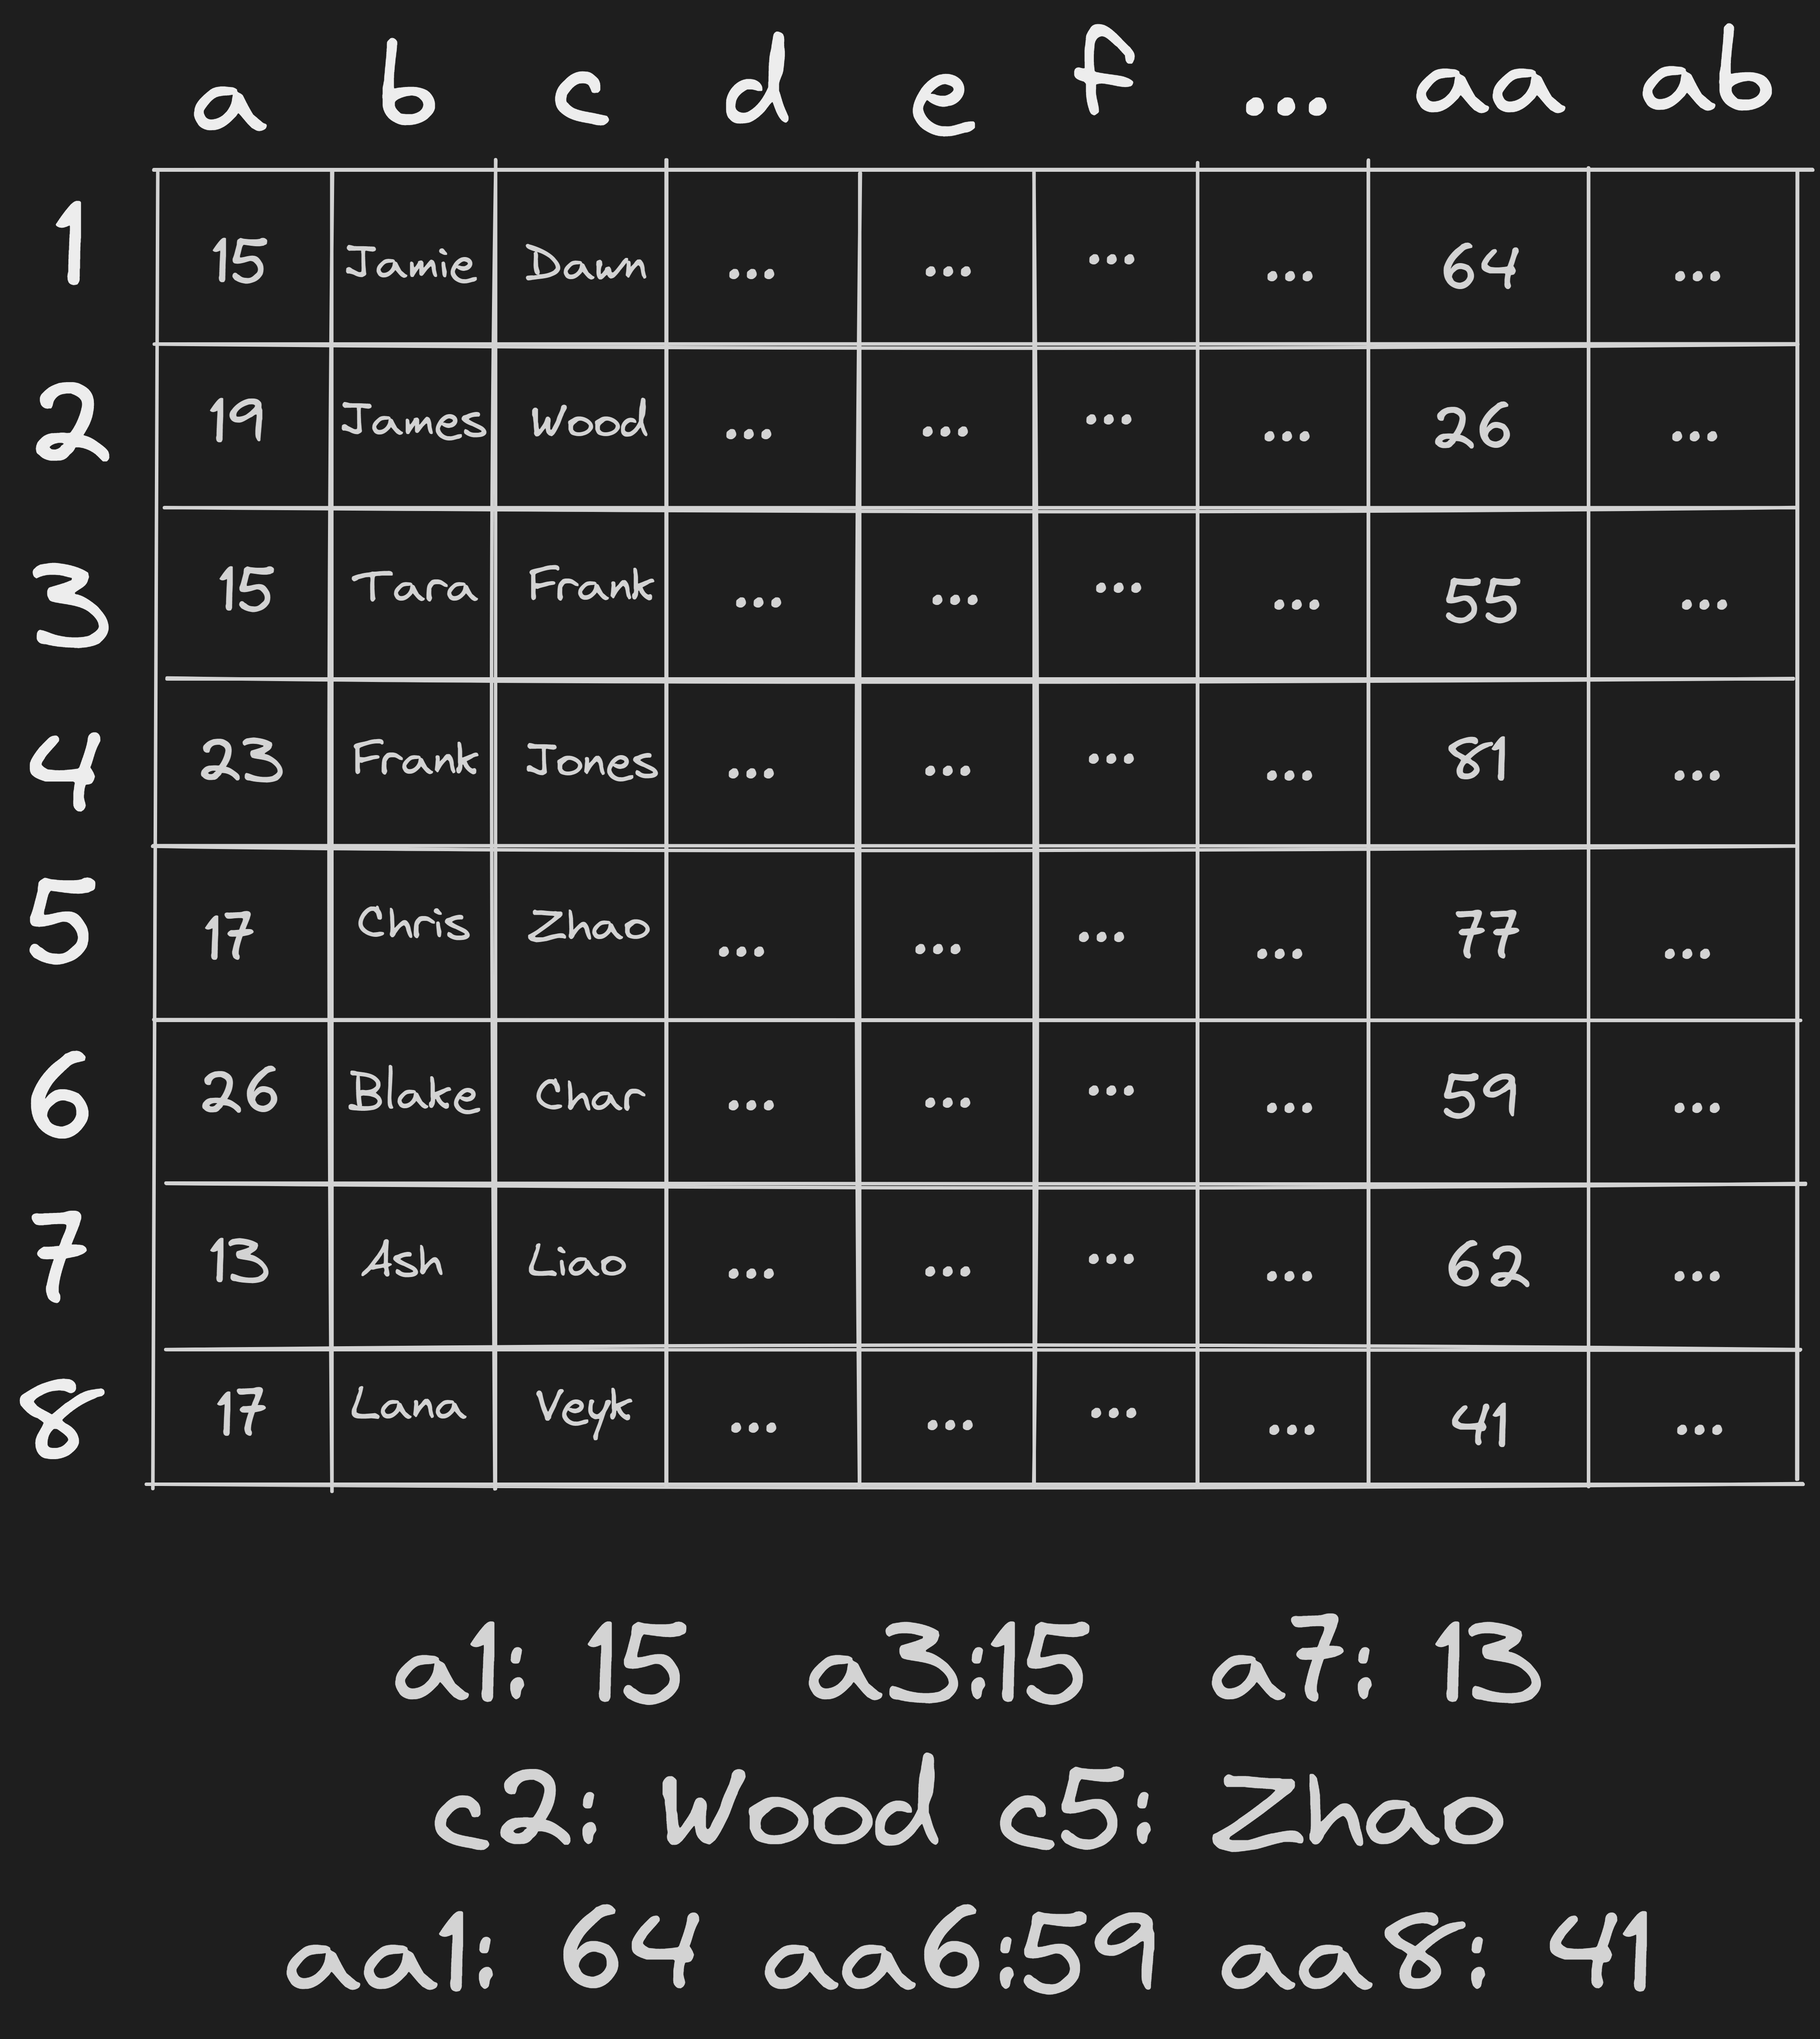 a b c d e f ... aa ab
1 15 Jamie Dawn ... ... ... ... 64 ...
2 19 James Wood ... ... ... ... 26 ...
3 15 Tara Frank ... ... ... ... 55 ...
4 23 Frank Jones ... ... ... ... 81 ...
5 17 Chris Zhao ... ... ... ... 77 ...
6 26 Blake Char ... ... ... ... 59 ...
7 13 Ash Liao ... ... ... ... 62 ...
8 17 Lana Veyk ... ... ... ... 41 ...
a1: 15 a3:15 a7: 13
c2: Wood c5: Zhao
aa1: 64 aa6:59 aa8: 41